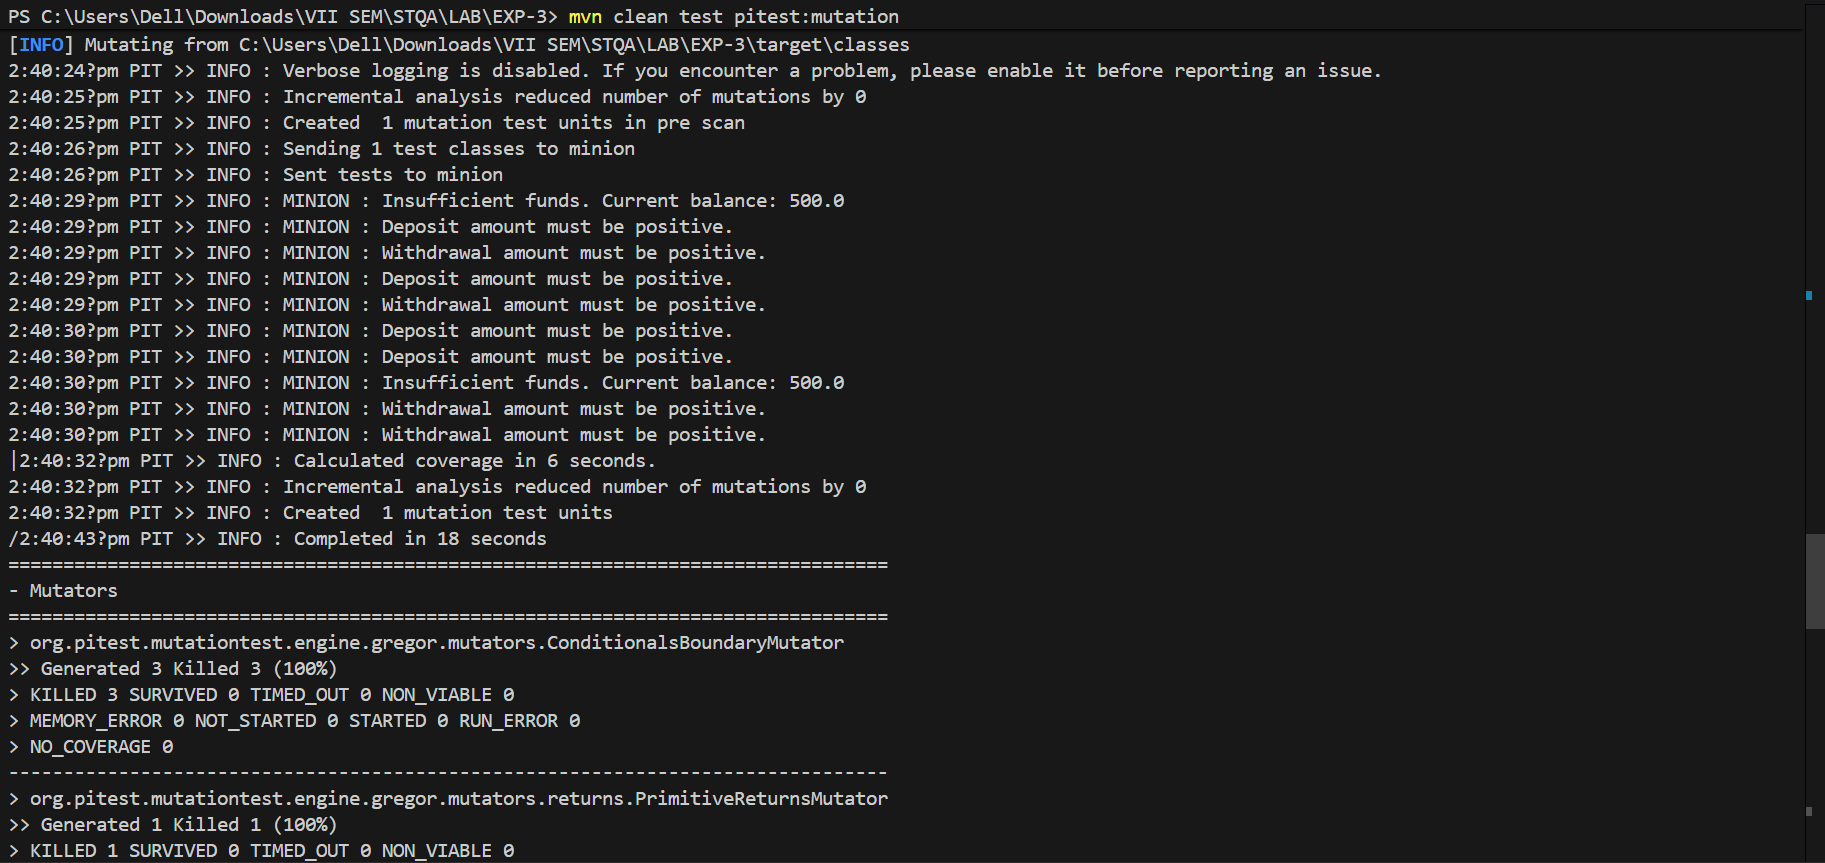 PS C:\Users\Dell\Downloads\VII SEM\STQA\LAB\EXP-3> mvn clean test pitest:mutation
[INFO] Mutating from C:\Users\Dell\Downloads\VII SEM\STQA\LAB\EXP-3\target\classes
2:40:24?pm PIT >> INFO : Verbose logging is disabled. If you encounter a problem, please enable it before reporting an issue.
2:40:25?pm PIT >> INFO : Incremental analysis reduced number of mutations by 0
2:40:25?pm PIT >> INFO : Created  1 mutation test units in pre scan
2:40:26?pm PIT >> INFO : Sending 1 test classes to minion
2:40:26?pm PIT >> INFO : Sent tests to minion
2:40:29?pm PIT >> INFO : MINION : Insufficient funds. Current balance: 500.0
2:40:29?pm PIT >> INFO : MINION : Deposit amount must be positive.
2:40:29?pm PIT >> INFO : MINION : Withdrawal amount must be positive.
2:40:29?pm PIT >> INFO : MINION : Deposit amount must be positive.
2:40:29?pm PIT >> INFO : MINION : Withdrawal amount must be positive.
2:40:30?pm PIT >> INFO : MINION : Deposit amount must be positive.
2:40:30?pm PIT >> INFO : MINION : Deposit amount must be positive.
2:40:30?pm PIT >> INFO : MINION : Insufficient funds. Current balance: 500.0
2:40:30?pm PIT >> INFO : MINION : Withdrawal amount must be positive.
2:40:30?pm PIT >> INFO : MINION : Withdrawal amount must be positive.
|2:40:32?pm PIT >> INFO : Calculated coverage in 6 seconds.
2:40:32?pm PIT >> INFO : Incremental analysis reduced number of mutations by 0
2:40:32?pm PIT >> INFO : Created  1 mutation test units
/2:40:43?pm PIT >> INFO : Completed in 18 seconds
================================================================================
- Mutators
================================================================================
> org.pitest.mutationtest.engine.gregor.mutators.ConditionalsBoundaryMutator
>> Generated 3 Killed 3 (100%)
> KILLED 3 SURVIVED 0 TIMED_OUT 0 NON_VIABLE 0
> MEMORY_ERROR 0 NOT_STARTED 0 STARTED 0 RUN_ERROR 0
> NO_COVERAGE 0
--------------------------------------------------------------------------------
> org.pitest.mutationtest.engine.gregor.mutators.returns.PrimitiveReturnsMutator
>> Generated 1 Killed 1 (100%)
> KILLED 1 SURVIVED 0 TIMED_OUT 0 NON_VIABLE 0